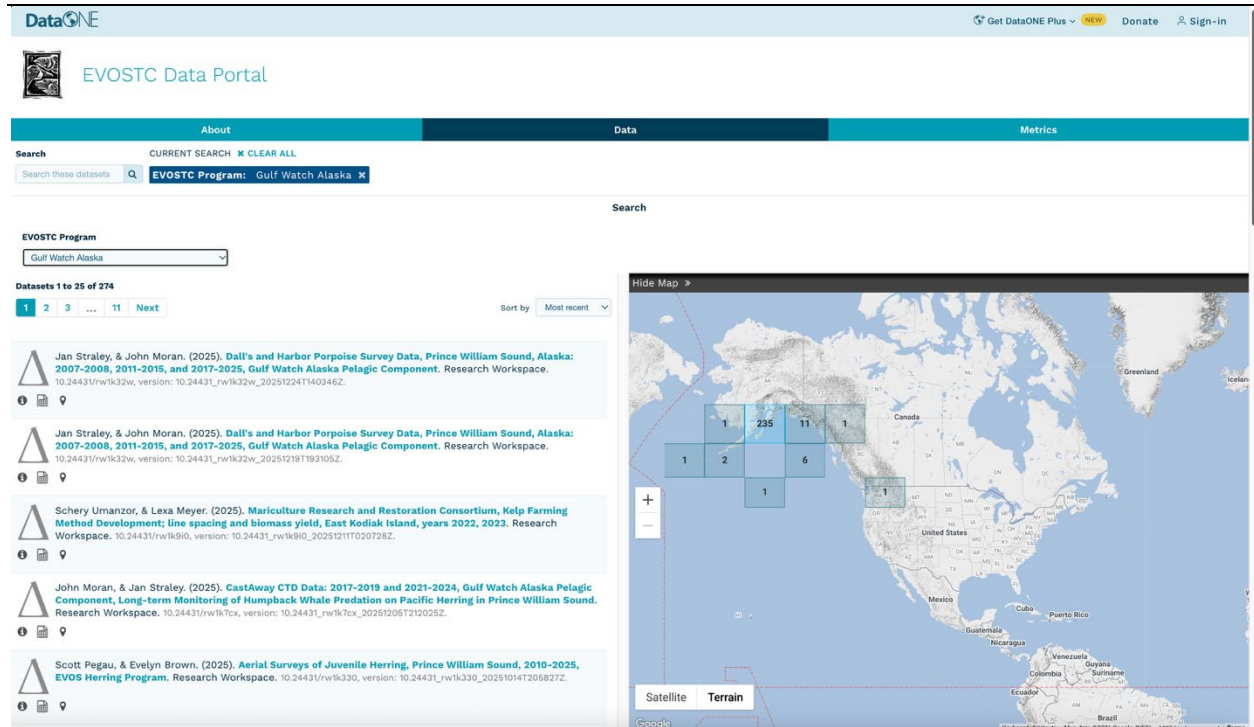 DataONE
Get DataONE Plus NEW Donate Sign-in
EVOSTC Data Portal
About Data Metrics
Search CURRENT SEARCH ✖ CLEAR ALL
Search these datasets EVOSTC Program: Gulf Watch Alaska ✖
Search
EVOSTC Program
Gulf Watch Alaska
Datasets 1 to 25 of 274
1 2 3 ... 11 Next Sort by Most recent
Jan Straley, & John Moran. (2025). Dall's and Harbor Porpoise Survey Data, Prince William Sound, Alaska:
2007-2008, 2011-2015, and 2017-2025, Gulf Watch Alaska Pelagic Component. Research Workspace.
10.24431/rw1k32w, version: 10.24431_rw1k32w_20251224T140346Z.
Jan Straley, & John Moran. (2025). Dall's and Harbor Porpoise Survey Data, Prince William Sound, Alaska:
2007-2008, 2011-2015, and 2017-2025, Gulf Watch Alaska Pelagic Component. Research Workspace.
10.24431/rw1k32w, version: 10.24431_rw1k32w_20251219T193105Z.
Schery Umanzor, & Lexa Meyer. (2025). Mariculture Research and Restoration Consortium, Kelp Farming
Method Development; line spacing and biomass yield, East Kodiak Island, years 2022, 2023. Research
Workspace. 10.24431/rw1k9i0, version: 10.24431_rw1k9i0_20251211T020728Z.
John Moran, & Jan Straley. (2025). CastAway CTD Data: 2017-2019 and 2021-2024, Gulf Watch Alaska Pelagic
Component, Long-term Monitoring of Humpback Whale Predation on Pacific Herring in Prince William Sound.
Research Workspace. 10.24431/rw1k7cx, version: 10.24431_rw1k7cx_20251205T212025Z.
Scott Pegau, & Evelyn Brown. (2025). Aerial Surveys of Juvenile Herring, Prince William Sound, 2010-2025,
EVOS Herring Program. Research Workspace. 10.24431/rw1k330, version: 10.24431_rw1k330_20251014T205827Z.
Hide Map »
Greenland
Canada
1 235 11 1
1 2 6
1 1
+
−
United States
Mexico
Cuba
Puerto Rico
Guatemala
Nicaragua
Venezuela
Guyana
Colombia Suriname
Ecuador
Satellite Terrain
Brazil
Google